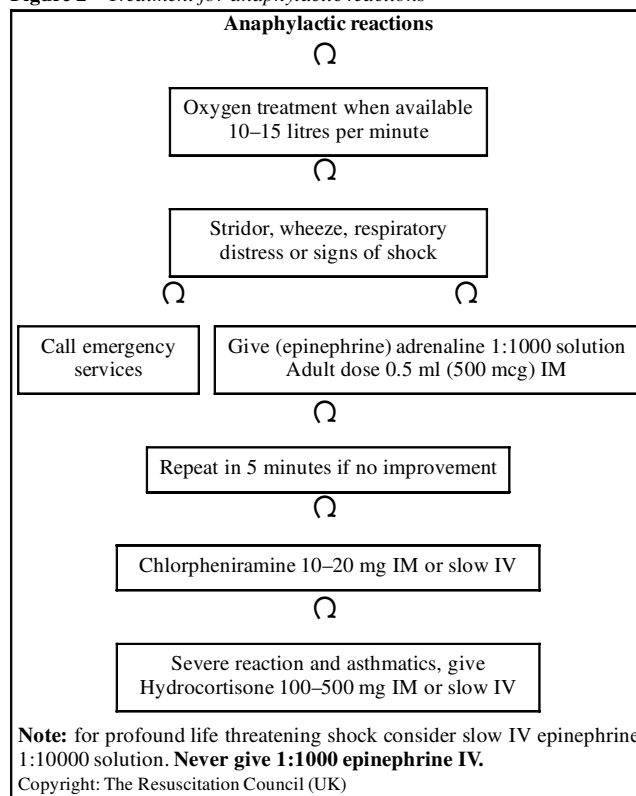 Anaphylactic reactions
Oxygen treatment when available
10–15 litres per minute
Stridor, wheeze, respiratory
distress or signs of shock
Call emergency
services
Give (epinephrine) adrenaline 1:1000 solution
Adult dose 0.5 ml (500 mcg) IM
Repeat in 5 minutes if no improvement
Chlorpheniramine 10–20 mg IM or slow IV
Severe reaction and asthmatics, give
Hydrocortisone 100–500 mg IM or slow IV
Note: for profound life threatening shock consider slow IV epinephrine
1:10000 solution. Never give 1:1000 epinephrine IV.
Copyright: The Resuscitation Council (UK)